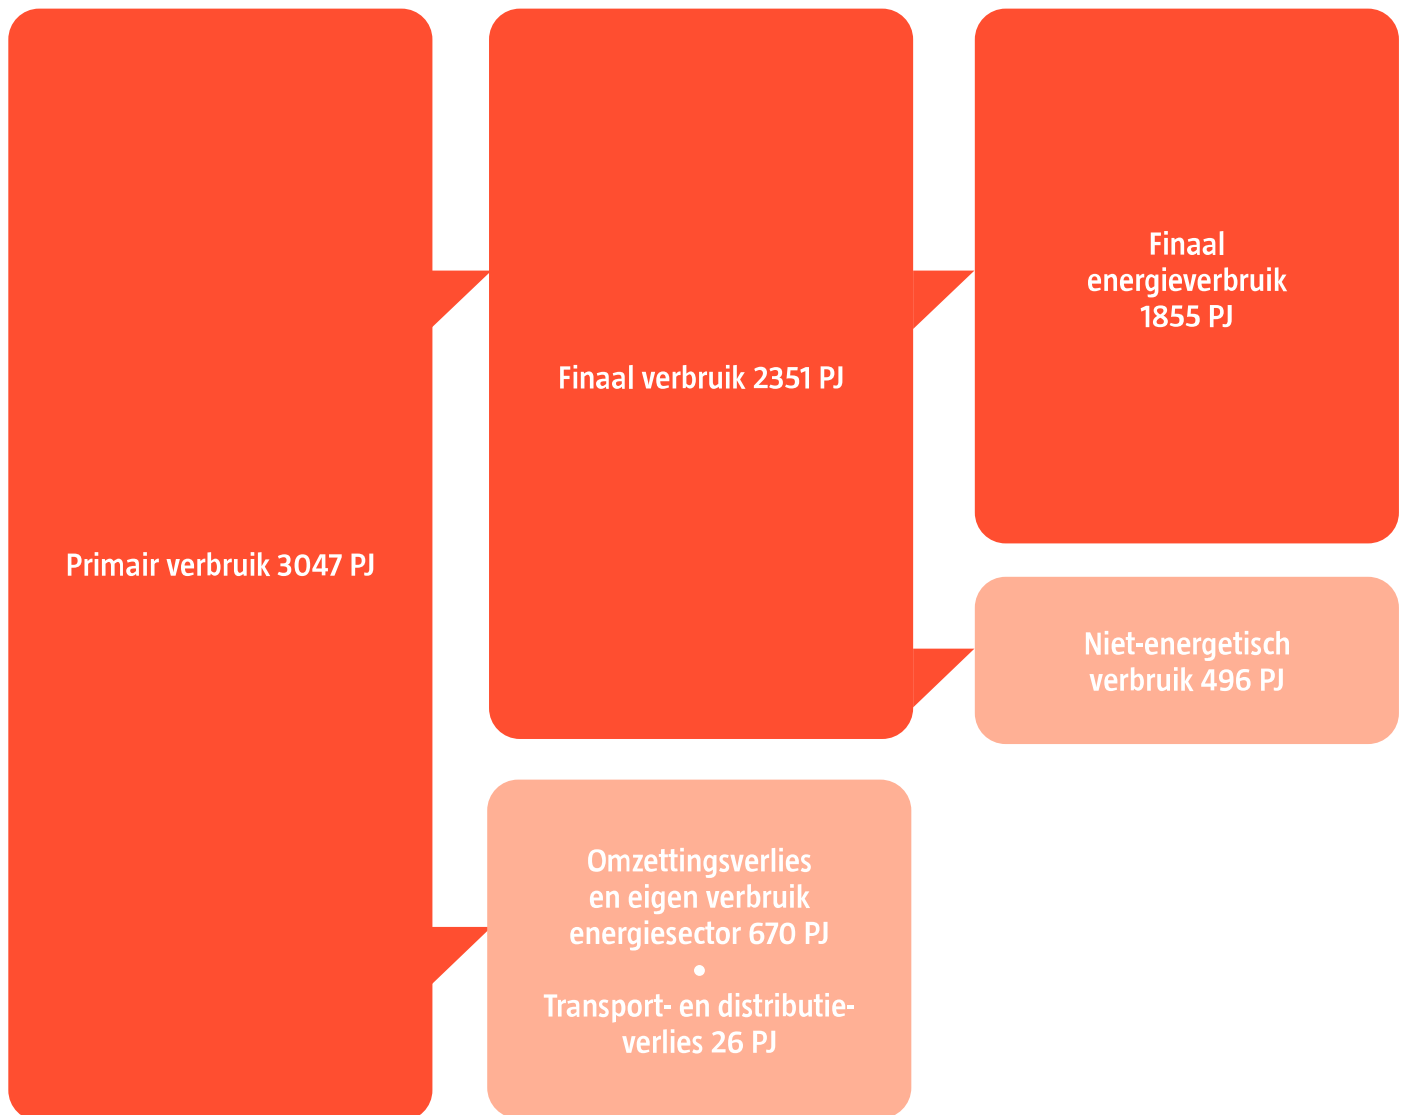 Primair verbruik 3047 PJ
Finaal verbruik 2351 PJ
Finaal
energieverbruik
1855 PJ
Niet-energetisch
verbruik 496 PJ
Omzettingsverlies
en eigen verbruik
energiesector 670 PJ
•
Transport- en distributie-
verlies 26 PJ